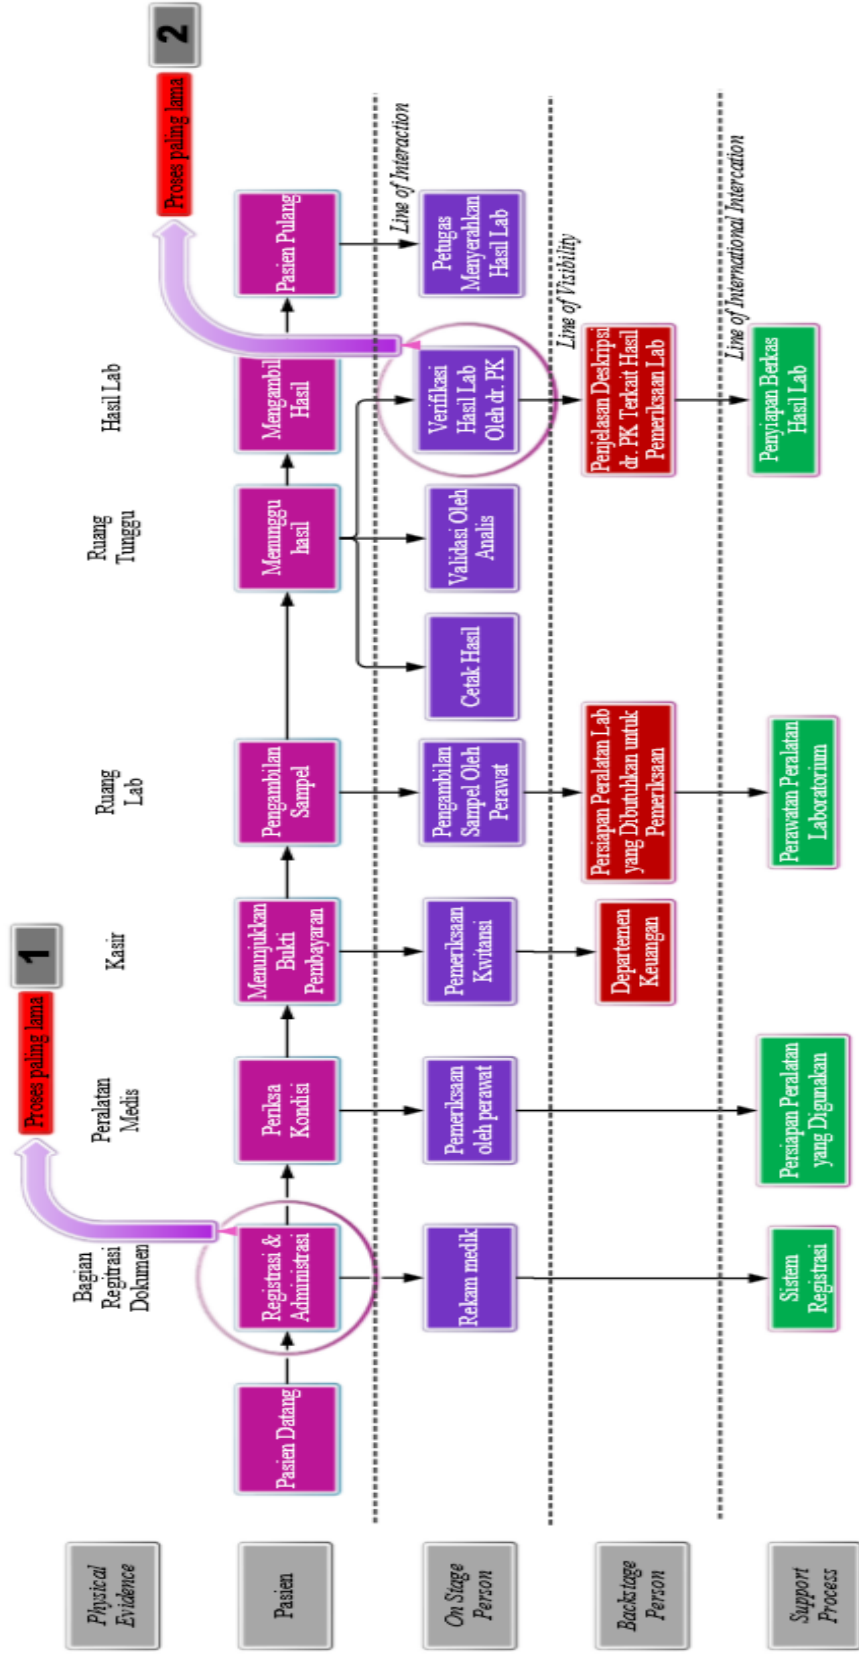 2
Proses paling lama
1
Proses paling lama
Physical
Evidence
Bagian
Regitrasi
Dokumen
Peralatan
Medis
Kasir
Ruang
Lab
Ruang
Tunggu
Hasil Lab
Pasien
Pasien Datang
Registrasi &
Administrasi
Periksa
Kondisi
Menunjukkan
Bukti
Pembayaran
Pengambilan
Sampel
Menunggu
hasil
Mengambil
Hasil
Pasien Pulang
Line of Interaction
On Stage
Person
Rekam medik
Pemeriksaan
oleh perawat
Pemeriksaan
Kwitansi
Pengambilan
Sampel Oleh
Perawat
Cetak Hasil
Validasi Oleh
Analis
Verifikasi
Hasil Lab
Oleh dr. PK
Petugas
Menyerahkan
Hasil Lab
Line of Visibility
Backstage
Person
Departemen
Keuangan
Persiapan Peralatan Lab
yang Dibutuhkan untuk
Pemeriksaan
Penjelasan Deskripsi
dr. PK Terkait Hasil
Pemeriksaan Lab
Line of International Intercation
Support
Process
Sistem
Registrasi
Persiapan Peralatan
yang Digunakan
Perawatan Peralatan
Laboratorium
Penyiapan Berkas
Hasil Lab